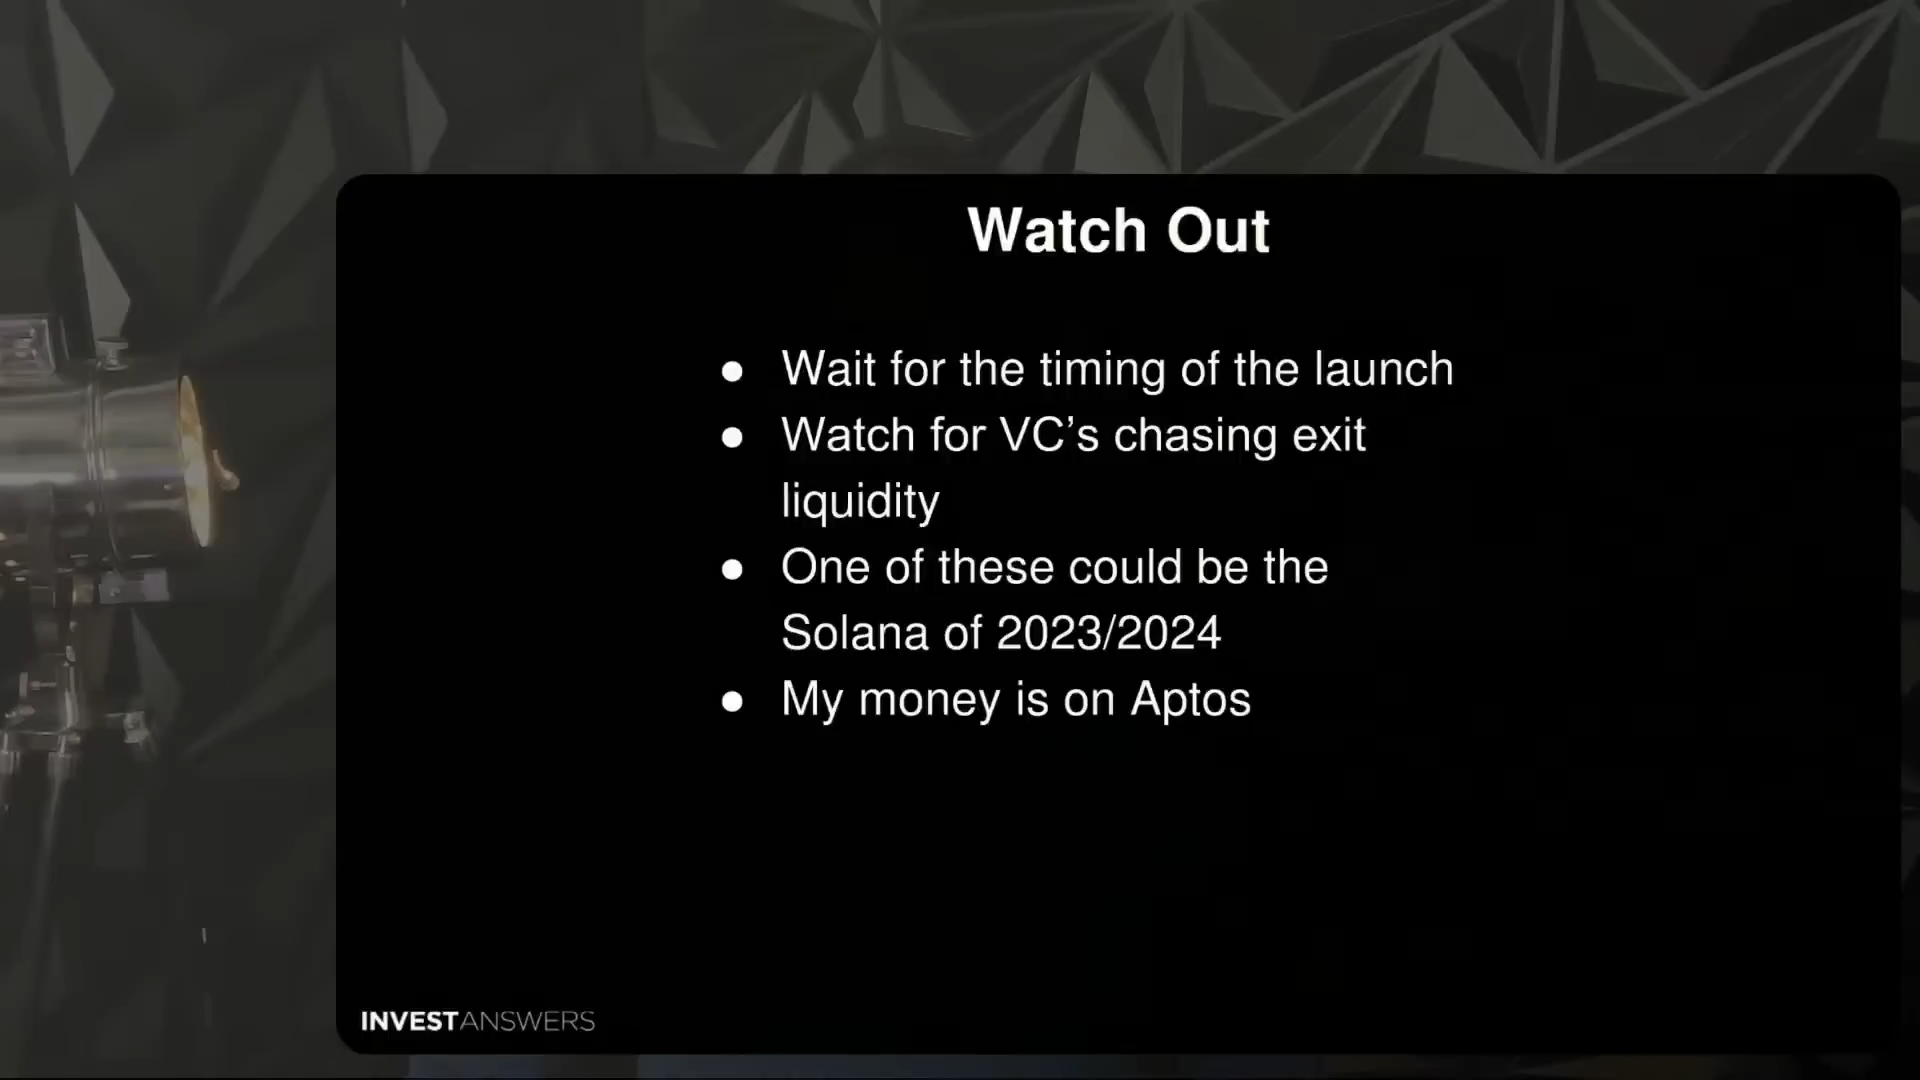 Watch Out
● Wait for the timing of the launch
● Watch for VC’s chasing exit
liquidity
● One of these could be the
Solana of 2023/2024
● My money is on Aptos
INVESTANSWERS